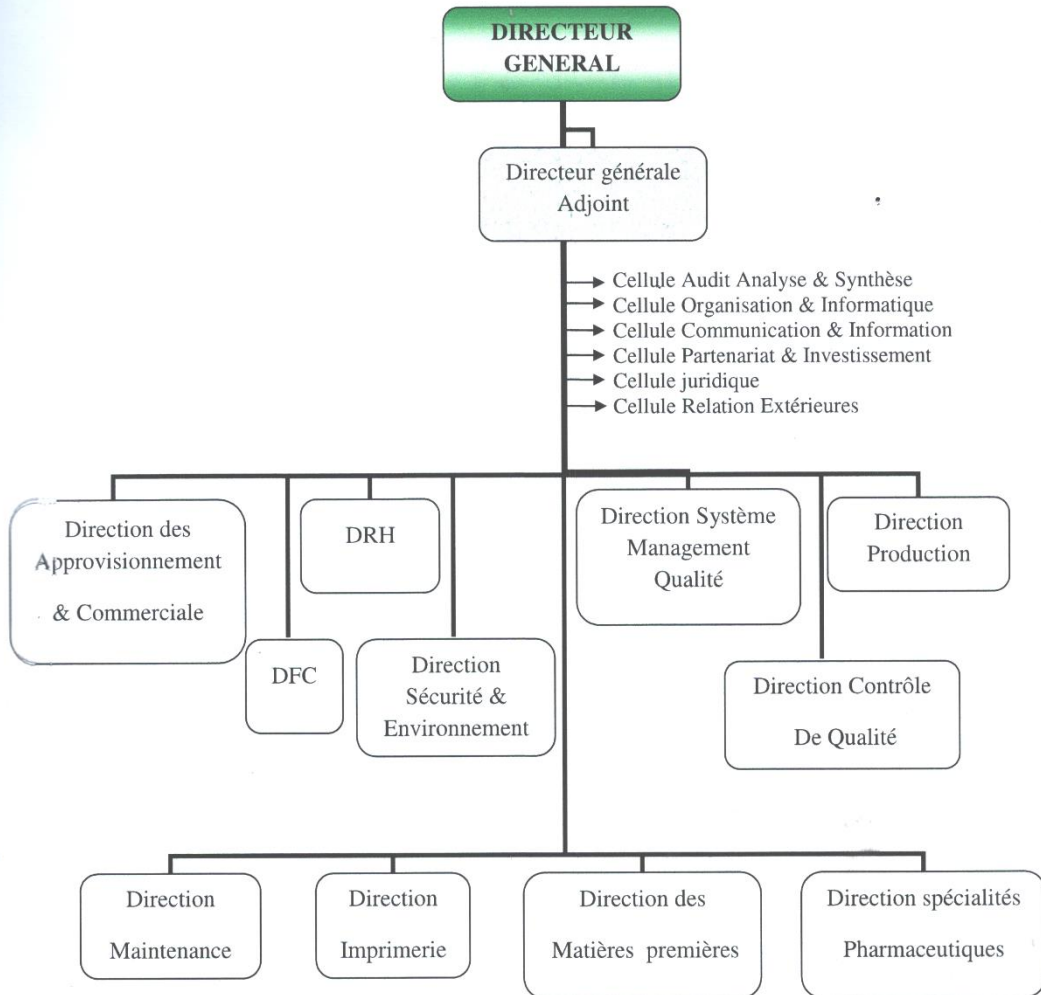 DIRECTEUR
GENERAL
Directeur générale
Adjoint
Cellule Audit Analyse & Synthèse
Cellule Organisation & Informatique
Cellule Communication & Information
Cellule Partenariat & Investissement
Cellule juridique
Cellule Relation Extérieures
Direction des
Approvisionnement
& Commerciale
DFC
DRH
Direction
Sécurité &
Environnement
Direction Système
Management
Qualité
Direction Contrôle
De Qualité
Direction
Production
Direction
Maintenance
Direction
Imprimerie
Direction des
Matières premières
Direction spécialités
Pharmaceutiques